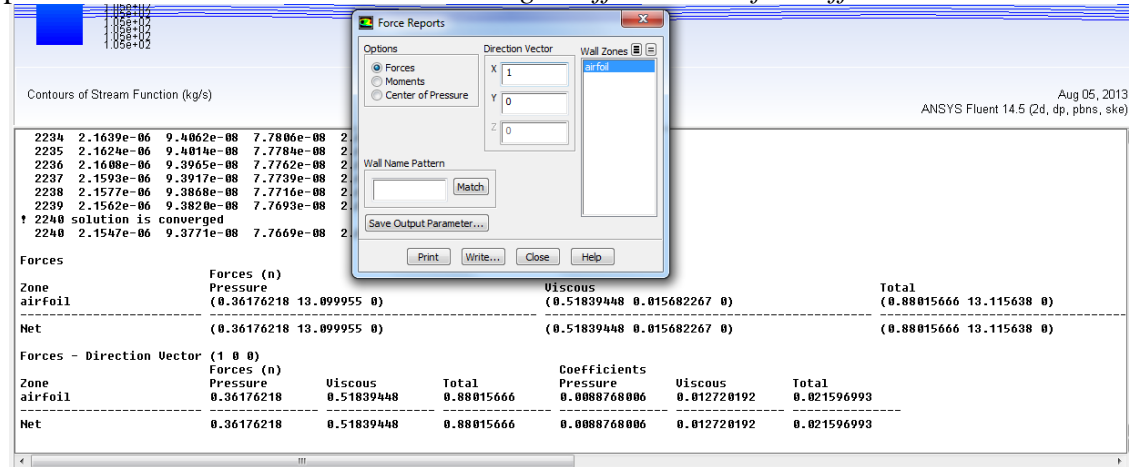 1.05e+02
1.05e+02
1.05e+02
1.05e+02
Contours of Stream Function (kg/s)
Aug 05, 2013
ANSYS Fluent 14.5 (2d, dp, pbns, ske)
Force Reports
Options
Forces
Moments
Center of Pressure
Direction Vector
X 1
Y 0
Z 0
Wall Zones
airfoil
Wall Name Pattern
Match
Save Output Parameter...
Print Write... Close Help
2234 2.1639e-06 9.4062e-08 7.7806e-08 2
2235 2.1624e-06 9.4014e-08 7.7784e-08 2
2236 2.1608e-06 9.3965e-08 7.7762e-08 2
2237 2.1593e-06 9.3917e-08 7.7739e-08 2
2238 2.1577e-06 9.3868e-08 7.7716e-08 2
2239 2.1562e-06 9.3820e-08 7.7693e-08 2
! 2240 solution is converged
2240 2.1547e-06 9.3771e-08 7.7669e-08 2
Forces
Forces (n)
Zone Pressure Viscous Total
airfoil (0.36176218 13.099955 0) (0.51839448 0.015682267 0) (0.88015666 13.115638 0)
Net (0.36176218 13.099955 0) (0.51839448 0.015682267 0) (0.88015666 13.115638 0)
Forces - Direction Vector (1 0 0)
Forces (n) Coefficients
Zone Pressure Viscous Total Pressure Viscous Total
airfoil 0.36176218 0.51839448 0.88015666 0.0088768006 0.012720192 0.021596993
Net 0.36176218 0.51839448 0.88015666 0.0088768006 0.012720192 0.021596993